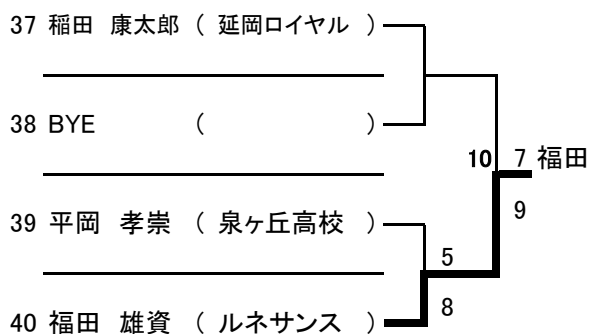 37 稲田 康太郎 ( 延岡ロイヤル )
38 BYE ( )
10 7 福田
9
39 平岡 孝崇 ( 泉ヶ丘高校 )
5
8
40 福田 雄資 ( ルネサンス )